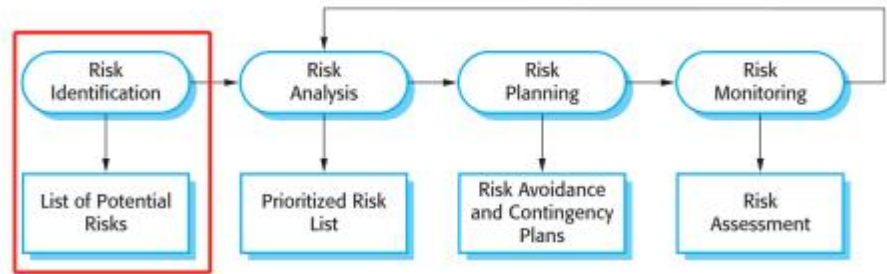 Risk
Identification
Risk
Analysis
Risk
Planning
Risk
Monitoring
List of Potential
Risks
Prioritized Risk
List
Risk Avoidance
and Contingency
Plans
Risk
Assessment